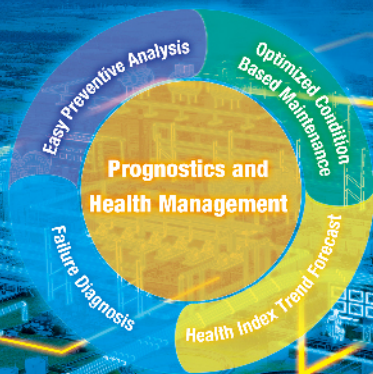 Easy Preventive Analysis
Optimized Condition
Based Maintenance
Prognostics and
Health Management
Failure Diagnosis
Health Index Trend Forecast